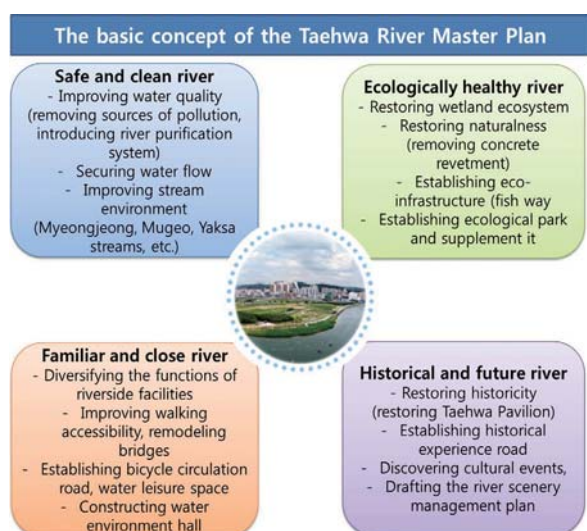 The basic concept of the Taehwa River Master Plan
Safe and clean river
- Improving water quality
(removing sources of pollution,
introducing river purification
system)
- Securing water flow
- Improving stream
environment
(Myeongjeong, Mugeo, Yaksa
streams, etc.)
Ecologically healthy river
- Restoring wetland ecosystem
- Restoring naturalness
(removing concrete
revetment)
- Establishing eco-
infrastructure (fish way
- Establishing ecological park
and supplement it
Familiar and close river
- Diversifying the functions of
riverside facilities
- Improving walking
accessibility, remodeling
bridges
- Establishing bicycle circulation
road, water leisure space
- Constructing water
environment hall
Historical and future river
- Restoring historicity
(restoring Taehwa Pavilion)
- Establishing historical
experience road
- Discovering cultural events,
- Drafting the river scenery
management plan